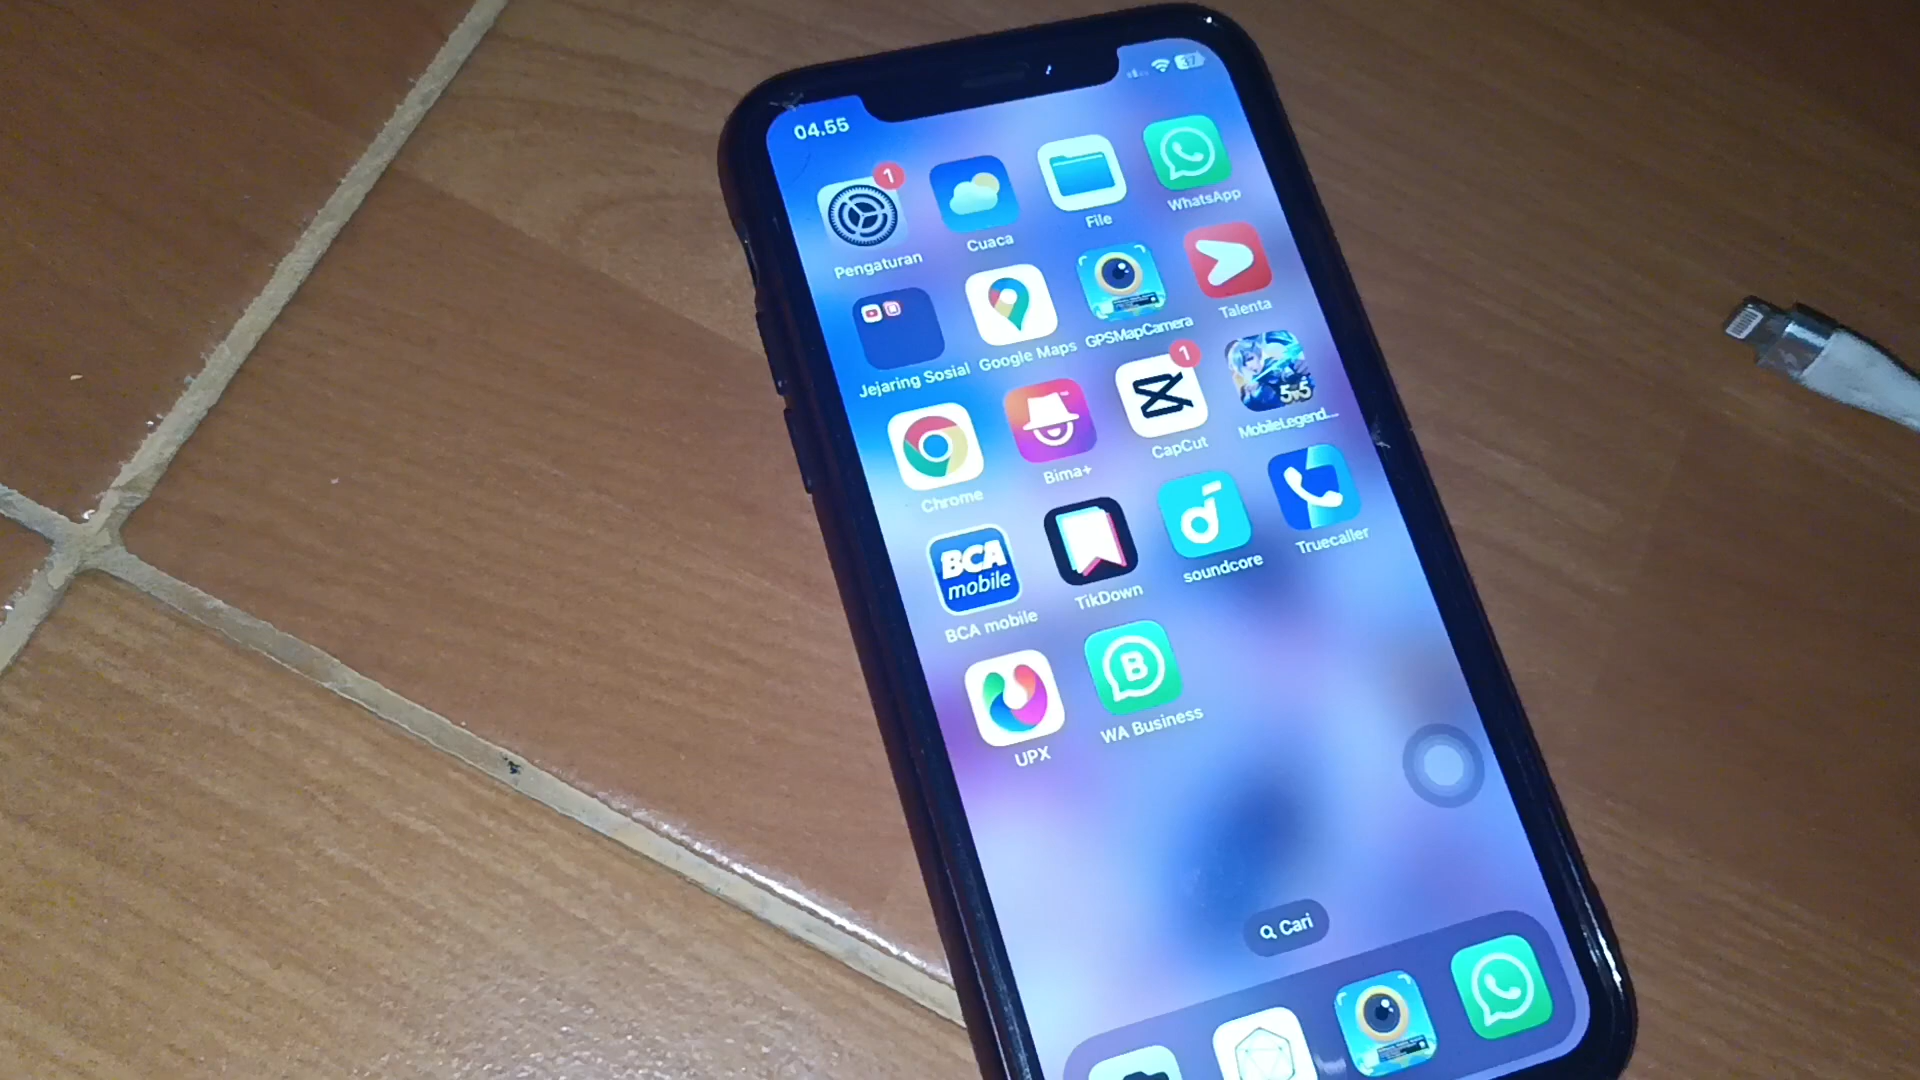 04.55
37
1
Pengaturan
Cuaca
File
WhatsApp
Jejaring Sosial
Google Maps
GPSMapCamera
Talenta
Chrome
Bima+
1
CapCut
5v5
MobileLegend...
BCA
mobile
BCA mobile
TikDown
soundcore
Truecaller
UPX
B
WA Business
Cari